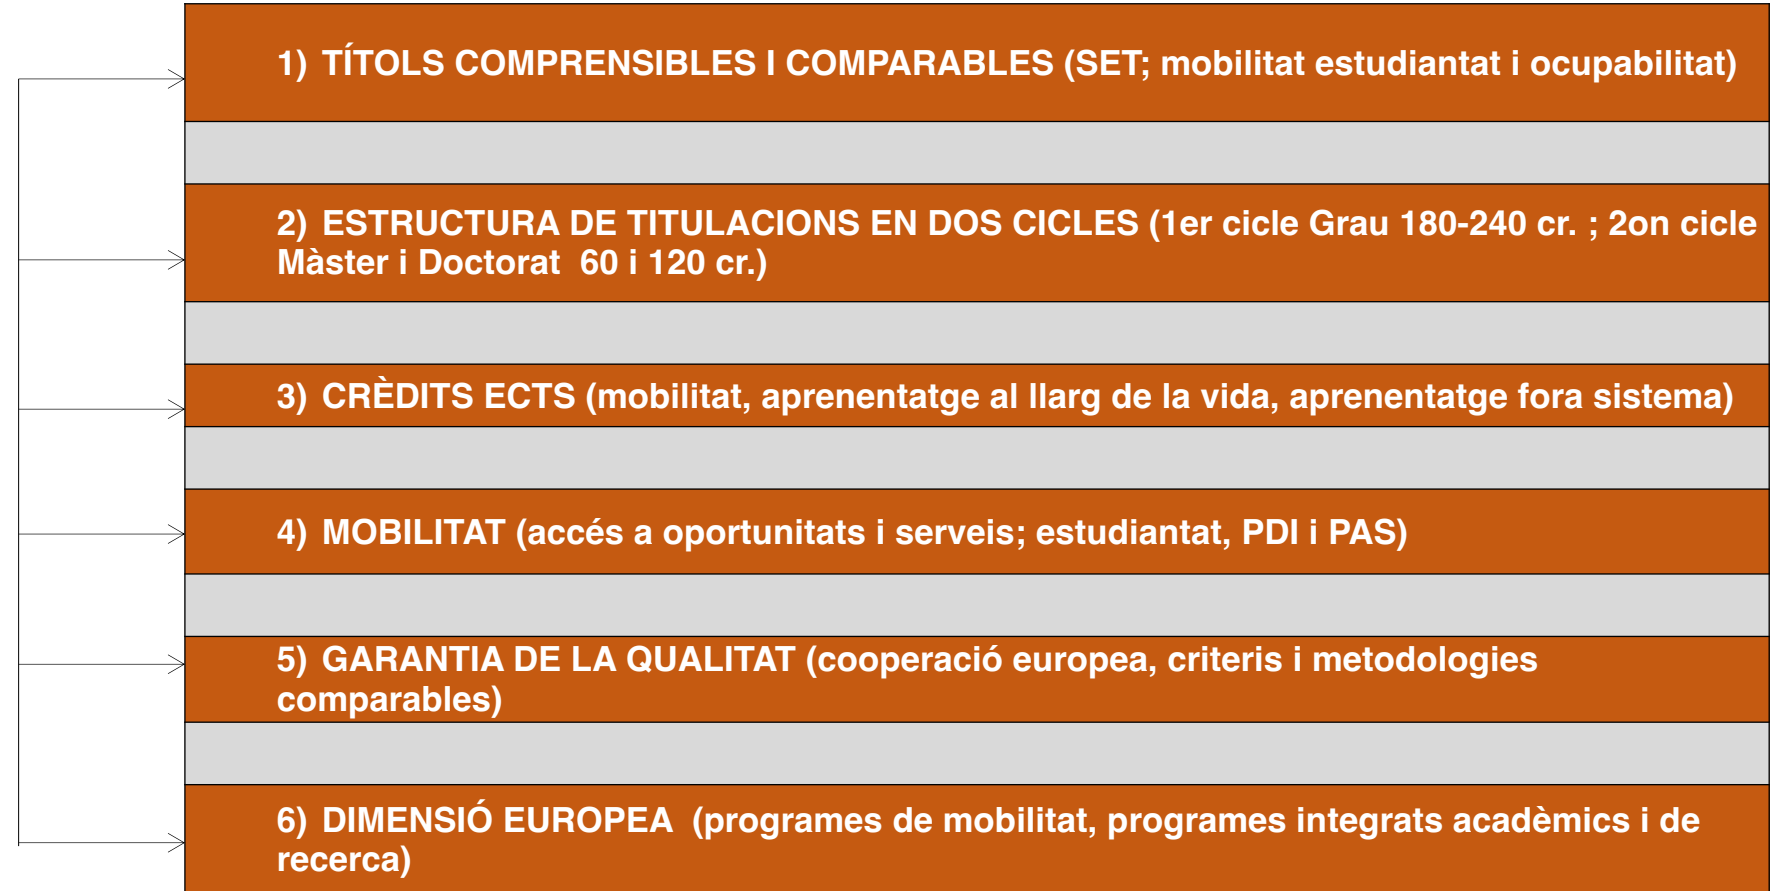 1) TÍTOLS COMPRENSIBLES I COMPARABLES (SET; mobilitat estudiantat i ocupabilitat)
2) ESTRUCTURA DE TITULACIONS EN DOS CICLES (1er cicle Grau 180-240 cr. ; 2on cicle
Màster i Doctorat 60 i 120 cr.)
3) CRÈDITS ECTS (mobilitat, aprenentatge al llarg de la vida, aprenentatge fora sistema)
4) MOBILITAT (accés a oportunitats i serveis; estudiantat, PDI i PAS)
5) GARANTIA DE LA QUALITAT (cooperació europea, criteris i metodologies
comparables)
6) DIMENSIÓ EUROPEA (programes de mobilitat, programes integrats acadèmics i de
recerca)